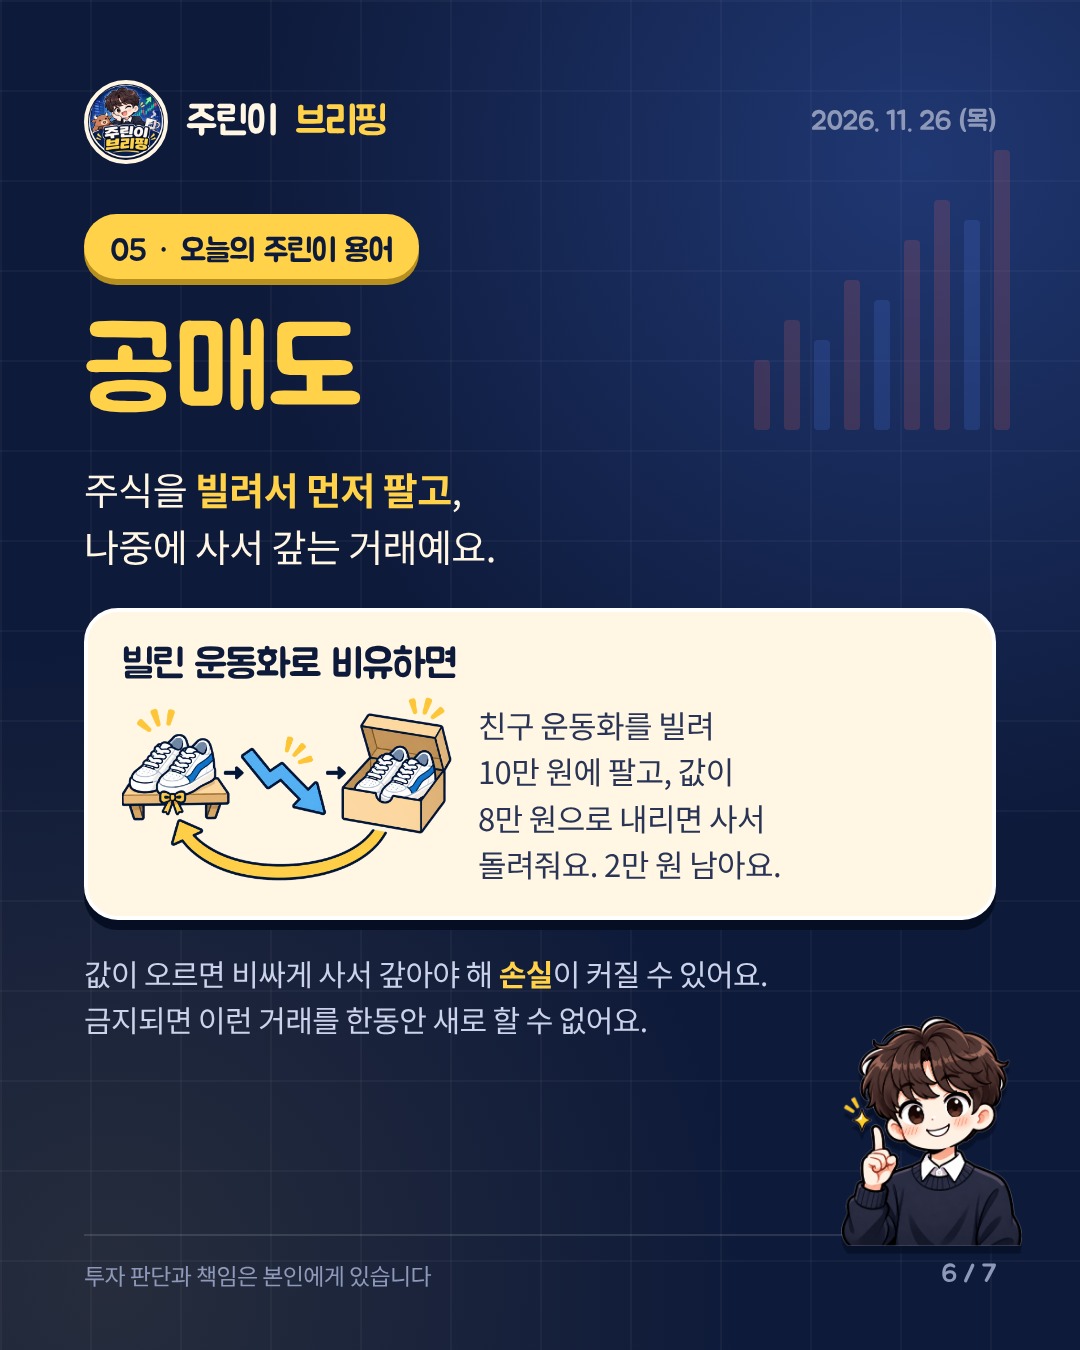 주린이 브리핑
주린이 브리핑
2026. 11. 26 (목)
05 · 오늘의 주린이 용어
공매도
주식을 빌려서 먼저 팔고,
나중에 사서 갚는 거래예요.
빌린 운동화로 비유하면
친구 운동화를 빌려
10만 원에 팔고, 값이
8만 원으로 내리면 사서
돌려줘요. 2만 원 남아요.
값이 오르면 비싸게 사서 갚아야 해 손실이 커질 수 있어요.
금지되면 이런 거래를 한동안 새로 할 수 없어요.
투자 판단과 책임은 본인에게 있습니다
6 / 7